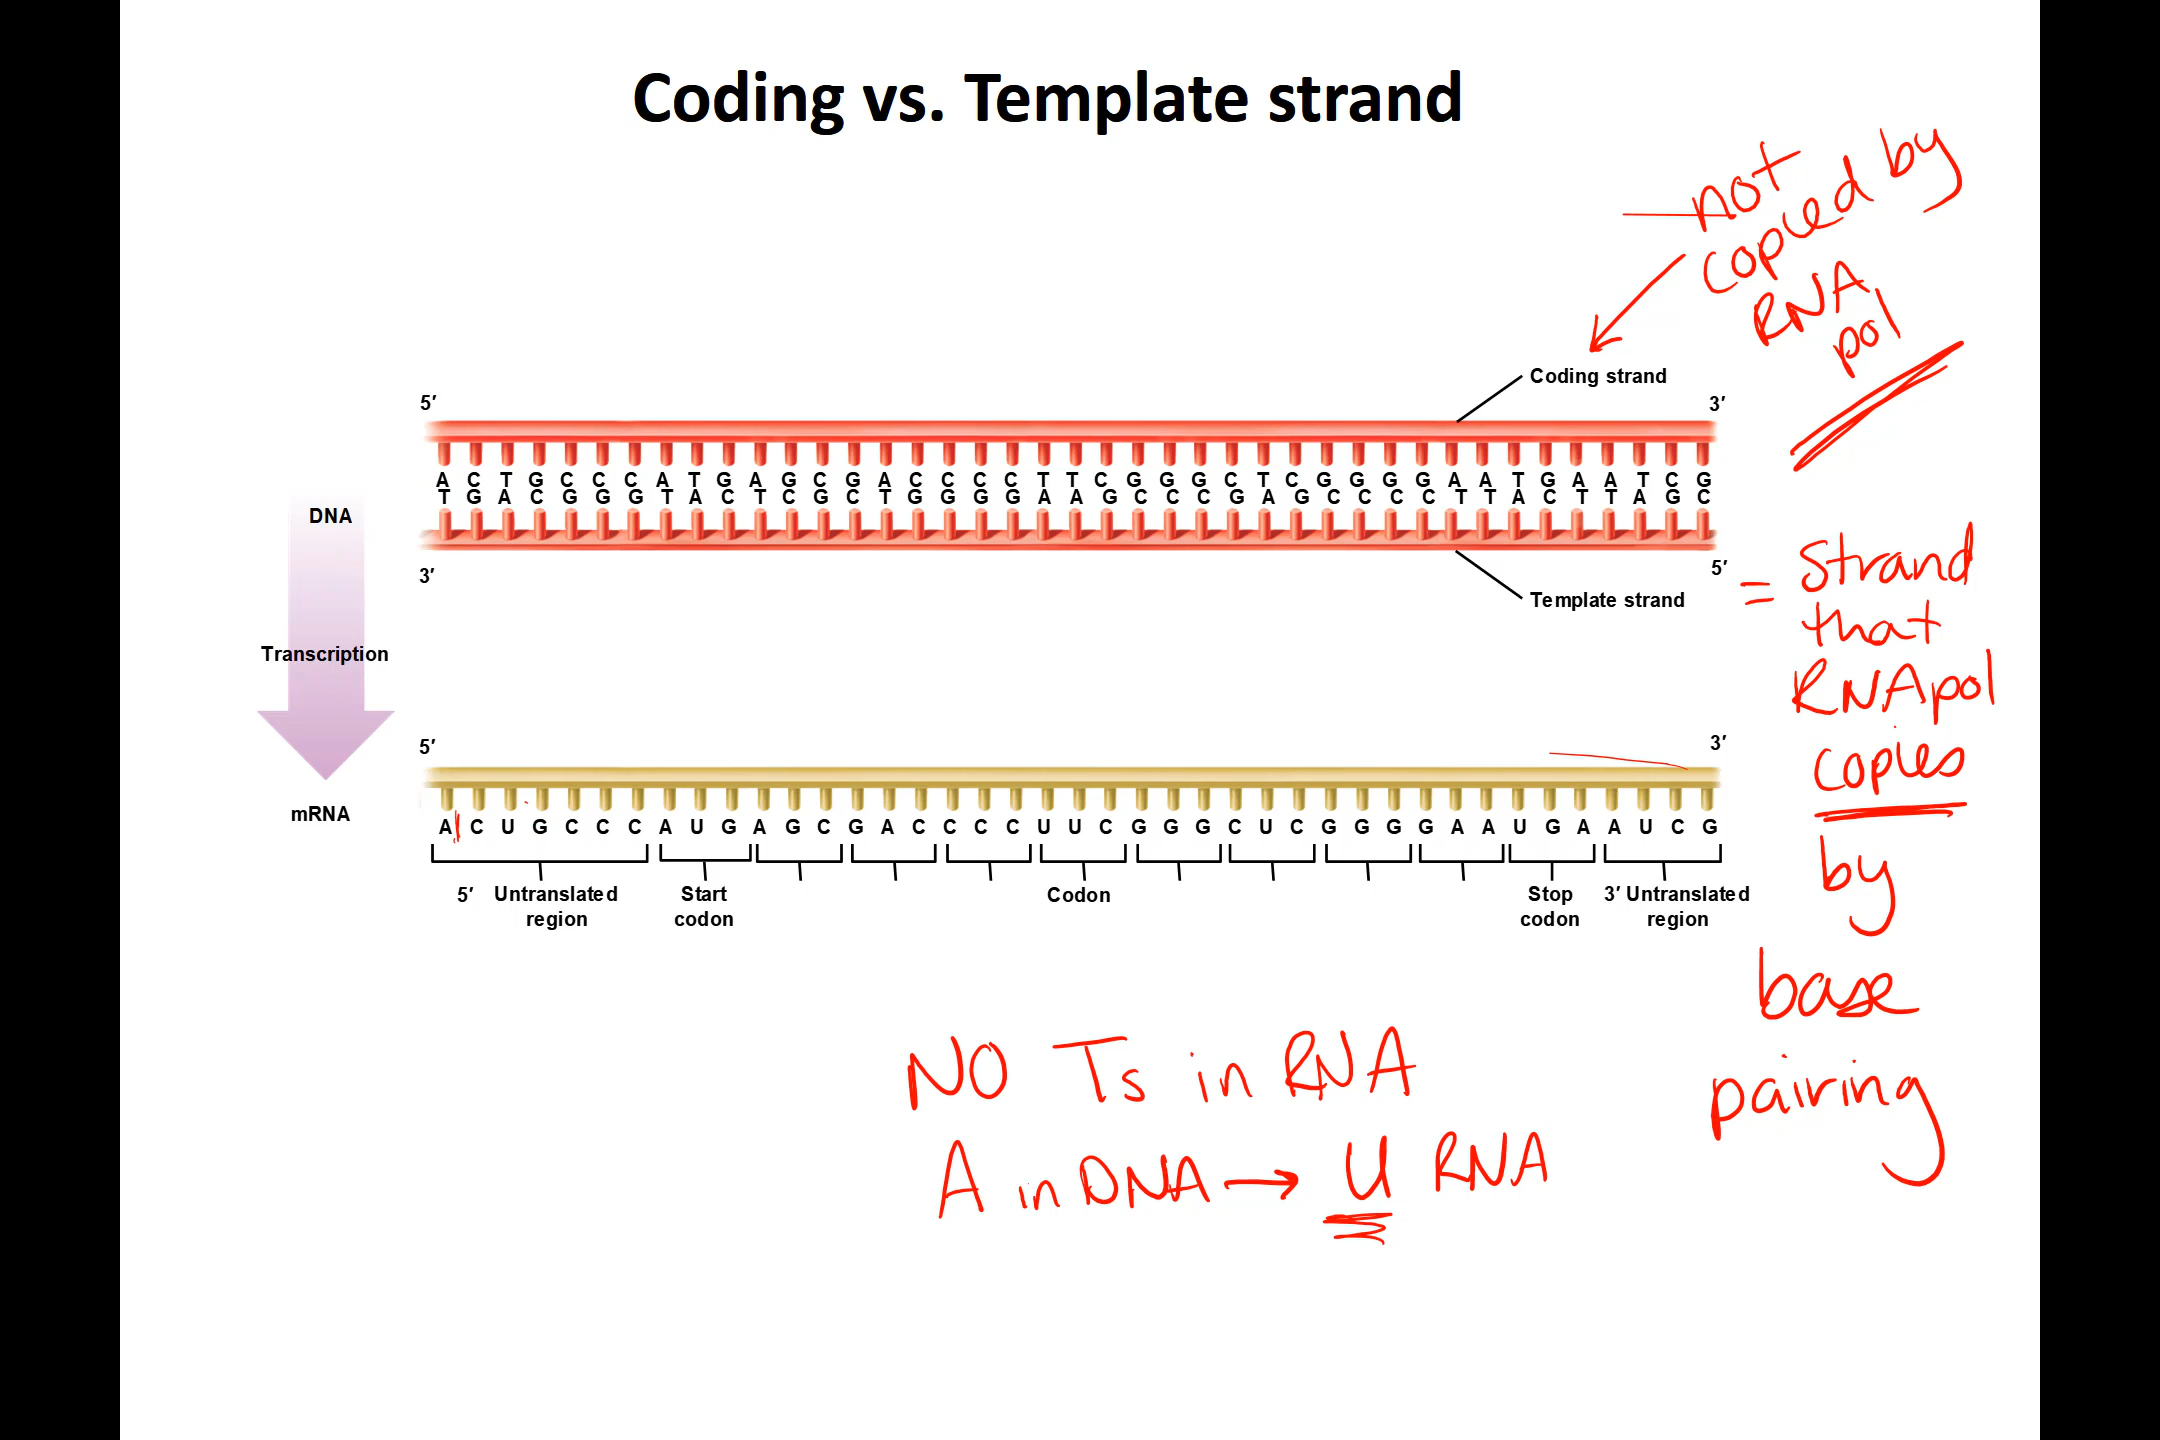 Coding vs. Template strand
not
copied by
RNA
pol
Coding strand
5′ 3′
A C T G C C C A T G A G C G A C C C C T T C G G G C T C G G G G A A T G A A T C G
T G A C G G G T A C T C G C T G G G G A A G C C C G A G C C C C T T A C T T A G C
DNA
3′ 5′
Template strand
= strand
that
RNA pol
copies
by
base
pairing
Transcription
5′ 3′
mRNA
A C U G C C C A U G A G C G A C C C C U U C G G G C U C G G G G A A U G A A U C G
5′ Untranslated
region
Start
codon
Codon
Stop
codon
3′ Untranslated
region
NO Ts in RNA
A in DNA → U RNA